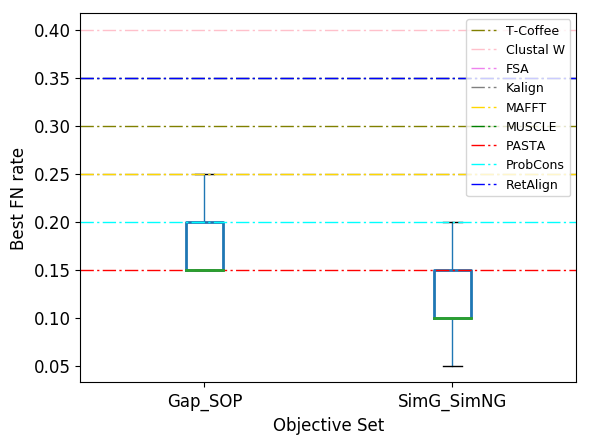 0.40
0.35
0.30
0.25
0.20
0.15
0.10
0.05
Best FN rate
T-Coffee
Clustal W
FSA
Kalign
MAFFT
MUSCLE
PASTA
ProbCons
RetAlign
Gap_SOP
SimG_SimNG
Objective Set